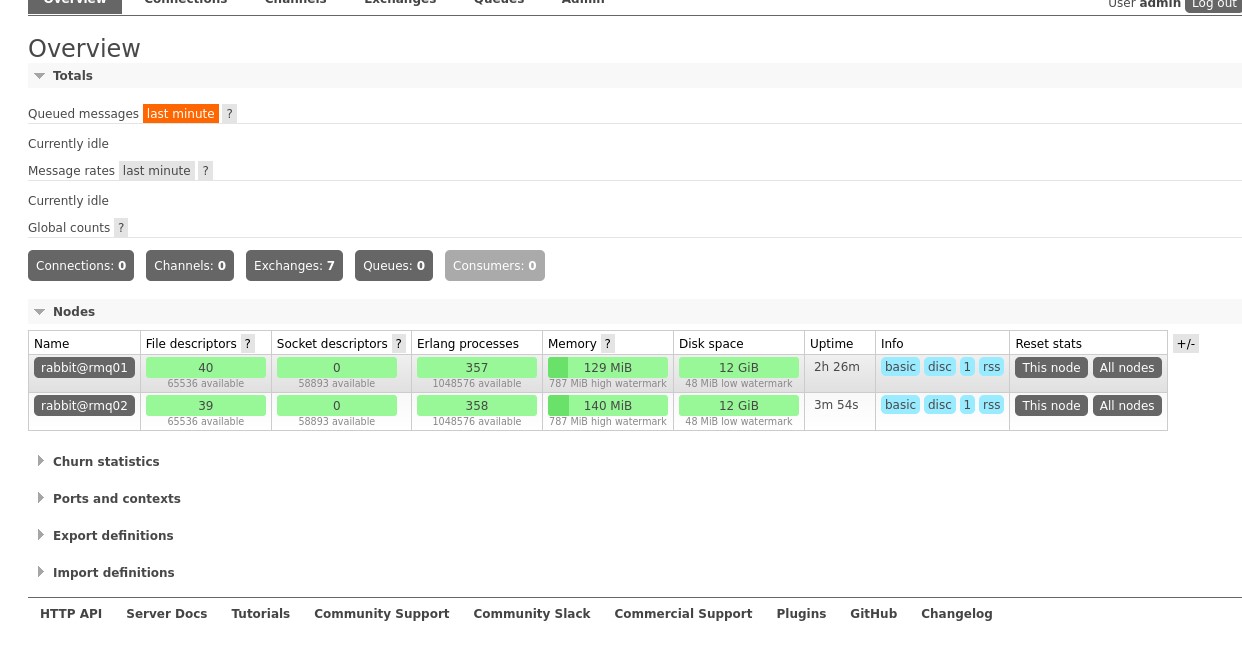 Overview Connections Channels Exchanges Queues Admin User admin Log out
Overview
Totals
Queued messages last minute ?
Currently idle
Message rates last minute ?
Currently idle
Global counts ?
Connections: 0 Channels: 0 Exchanges: 7 Queues: 0 Consumers: 0
Nodes
Name File descriptors ? Socket descriptors ? Erlang processes Memory ? Disk space Uptime Info Reset stats +/-
rabbit@rmq01 40 0 357 129 MiB 12 GiB 2h 26m basic disc 1 rss This node All nodes
65536 available 58893 available 1048576 available 787 MiB high watermark 48 MiB low watermark
rabbit@rmq02 39 0 358 140 MiB 12 GiB 3m 54s basic disc 1 rss This node All nodes
65536 available 58893 available 1048576 available 787 MiB high watermark 48 MiB low watermark
Churn statistics
Ports and contexts
Export definitions
Import definitions
HTTP API Server Docs Tutorials Community Support Community Slack Commercial Support Plugins GitHub Changelog